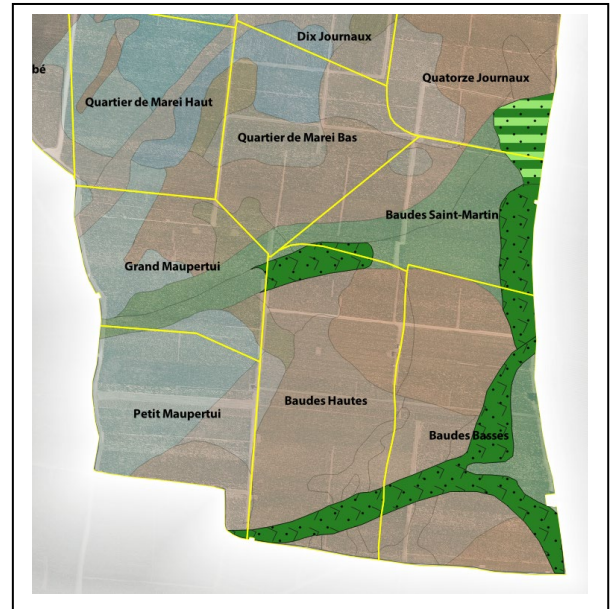 Dix Journaux
bé
Quatorze Journaux
Quartier de Marei Haut
Quartier de Marei Bas
Baudes Saint-Martin
Grand Maupertui
Baudes Hautes
Petit Maupertui
Baudes Basses